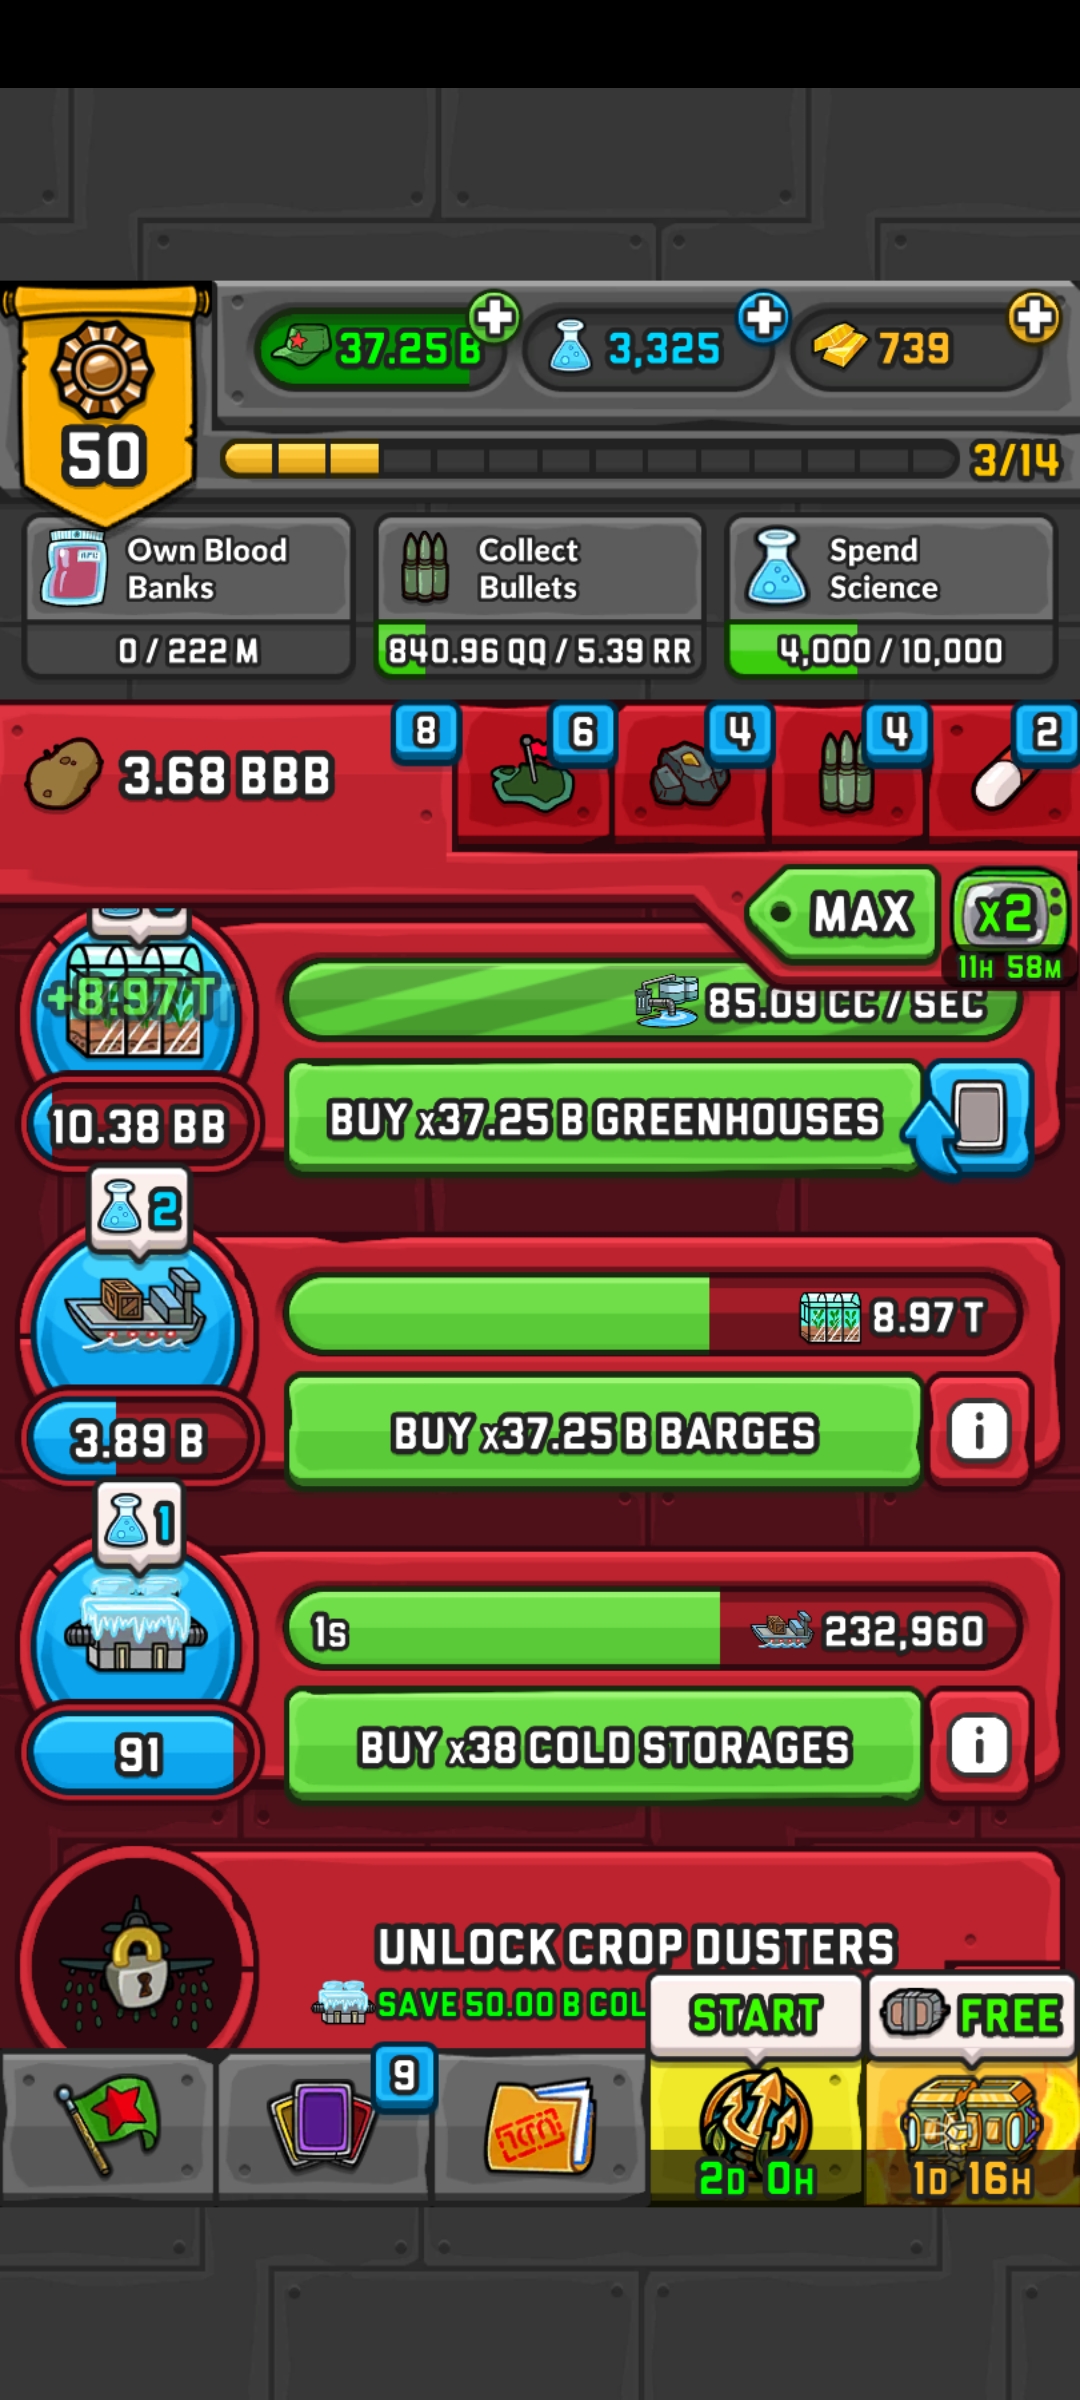 37.25 B
3,325
739
50
3/14
Own Blood
Banks
0 / 222 M
Collect
Bullets
840.96 QQ / 5.39 RR
Spend
Science
4,000 / 10,000
3.68 BBB
8
6
4
4
2
MAX
x2
11H 58M
+8.97 T
85.09 CC / SEC
10.38 BB
BUY x37.25 B GREENHOUSES
2
8.97 T
3.89 B
BUY x37.25 B BARGES
i
1
1s
232,960
91
BUY x38 COLD STORAGES
i
UNLOCK CROP DUSTERS
SAVE 50.00 B COL
START
FREE
9
2D 0H
1D 16H